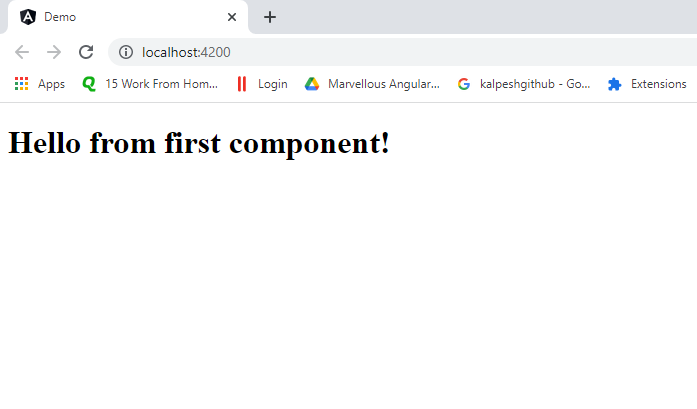 Demo
localhost:4200
Apps 15 Work From Hom... Login Marvellous Angular... kalpeshgithub - Go... Extensions
Hello from first component!